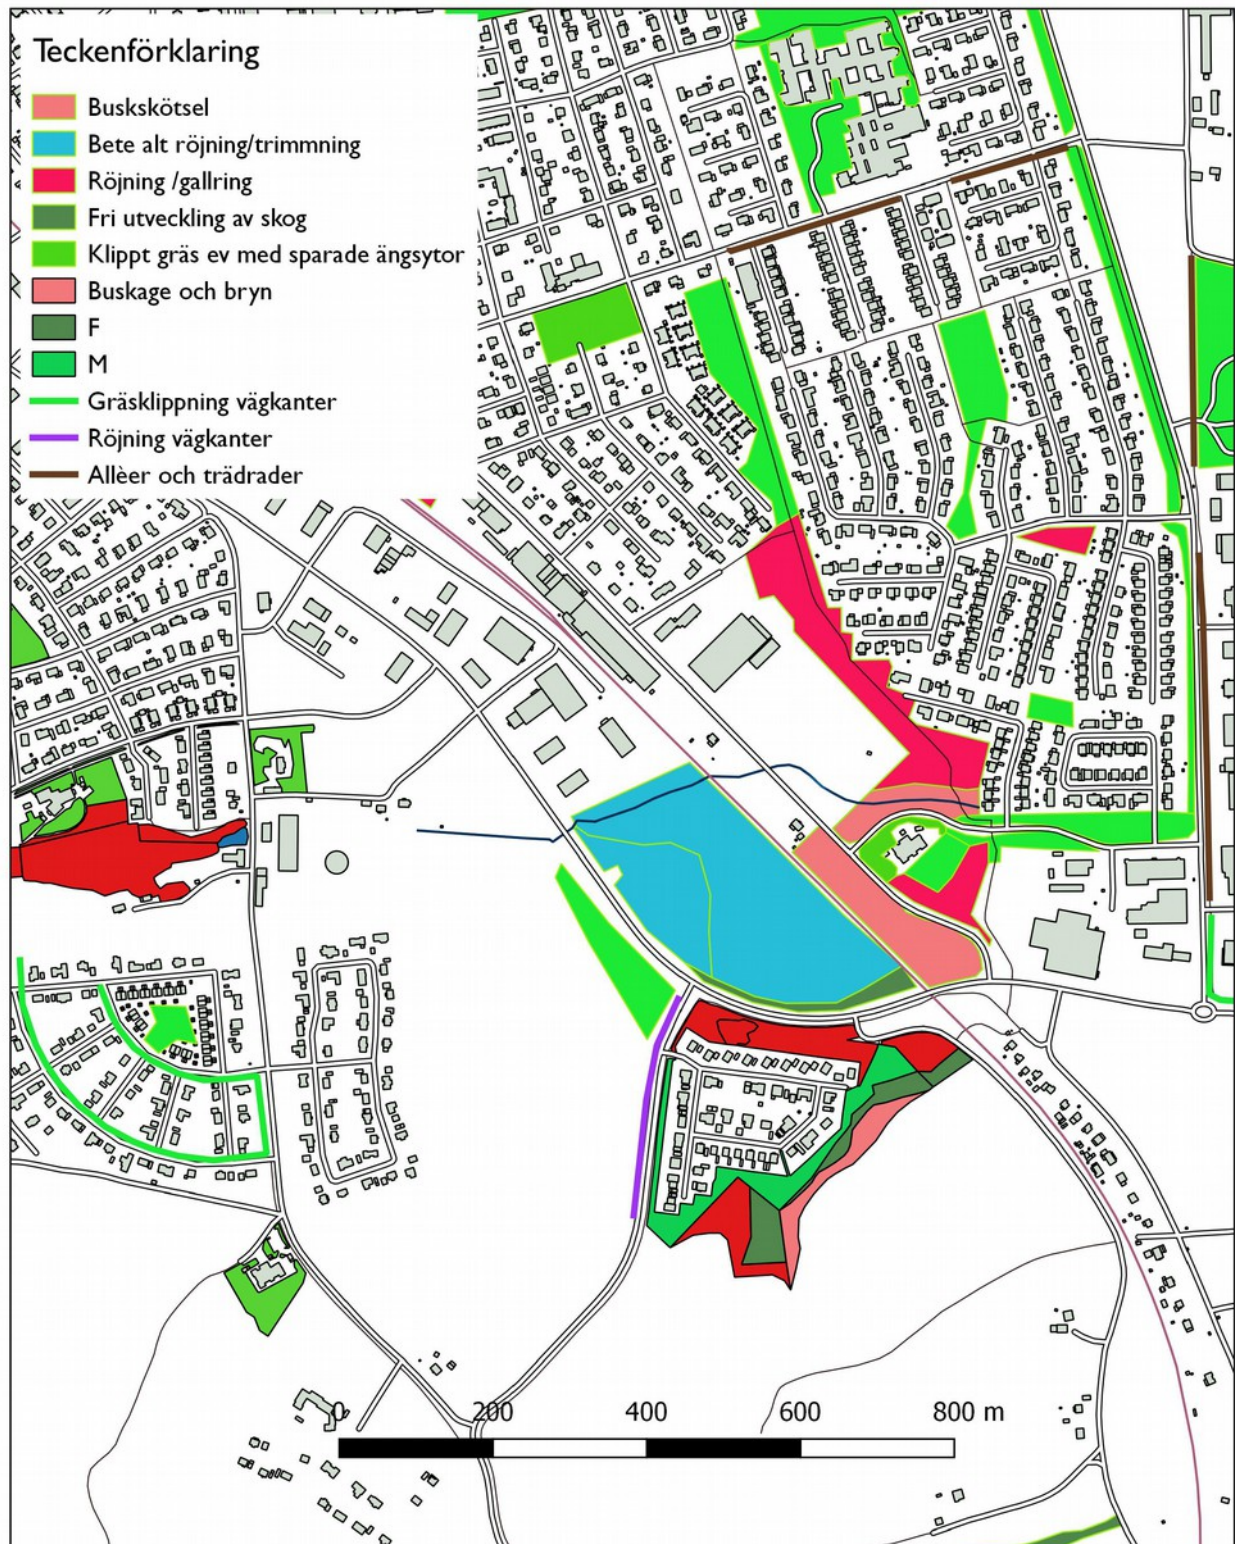 Teckenförklaring
Buskskötsel
Bete alt röjning/trimmning
Röjning /gallring
Fri utveckling av skog
Klippt gräs ev med sparade ängsytor
Buskage och bryn
F
M
Gräsklippning vägkanter
Röjning vägkanter
Allèer och trädrader
0 200 400 600 800 m